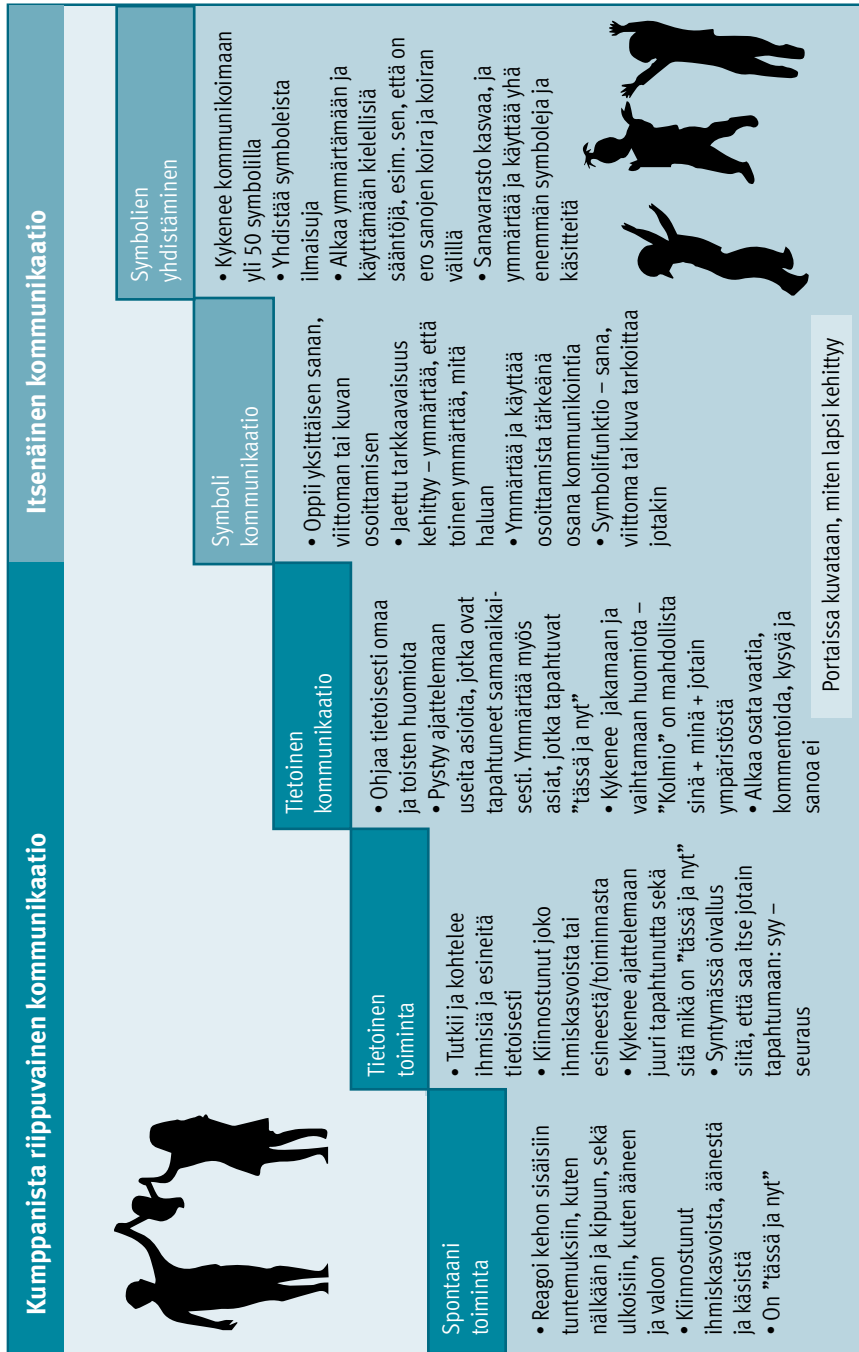 Kumppanista riippuvainen kommunikaatio
Itsenäinen kommunikaatio
Spontaani
toiminta
• Reagoi kehon sisäisiin
tuntemuksiin, kuten
nälkään ja kipuun, sekä
ulkoisiin, kuten ääneen
ja valoon
• Kiinnostunut
ihmiskasvoista, äänestä
ja käsistä
• On ”tässä ja nyt”
Tietoinen
toiminta
• Tutkii ja kohtelee
ihmisiä ja esineitä
tietoisesti
• Kiinnostunut joko
ihmiskasvoista tai
esineestä/toiminnasta
• Kykenee ajattelemaan
juuri tapahtunutta sekä
sitä mikä on ”tässä ja nyt”
• Syntymässä oivallus
siitä, että saa itse jotain
tapahtumaan: syy –
seuraus
Tietoinen
kommunikaatio
• Ohjaa tietoisesti omaa
ja toisten huomiota
• Pystyy ajattelemaan
useita asioita, jotka ovat
tapahtuneet samanaikai-
sesti. Ymmärtää myös
asiat, jotka tapahtuvat
”tässä ja nyt”
• Kykenee jakamaan ja
vaihtamaan huomiota –
”Kolmio” on mahdollista
sinä + minä + jotain
ympäristöstä
• Alkaa osata vaatia,
kommentoida, kysyä ja
sanoa ei
Symboli
kommunikaatio
• Oppii yksittäisen sanan,
viittoman tai kuvan
osoittamisen
• Jaettu tarkkaavaisuus
kehittyy – ymmärtää, että
toinen ymmärtää, mitä
haluan
• Ymmärtää ja käyttää
osoittamista tärkeänä
osana kommunikointia
• Symbolifunktio – sana,
viittoma tai kuva tarkoittaa
jotakin
Symbolien
yhdistäminen
• Kykenee kommunikoimaan
yli 50 symbolilla
• Yhdistää symboleista
ilmaisuja
• Alkaa ymmärtämään ja
käyttämään kielellisiä
sääntöjä, esim. sen, että on
ero sanojen koira ja koiran
välillä
• Sanavarasto kasvaa, ja
ymmärtää ja käyttää yhä
enemmän symboleja ja
käsitteitä
Portaissa kuvataan, miten lapsi kehittyy